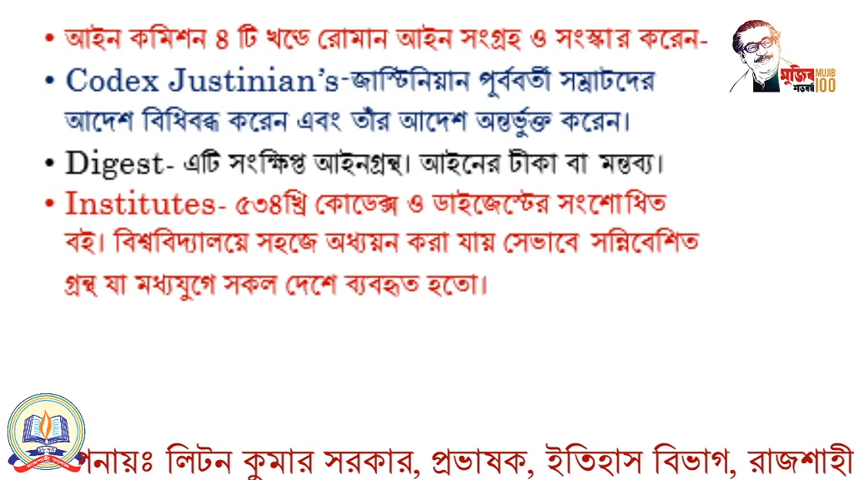 • আইন কমিশন ৪ টি খন্ডে রোমান আইন সংগ্রহ ও সংস্কার করেন-
• Codex Justinian's-জাস্টিনিয়ান পূর্ববর্তী সম্রাটদের
আদেশ বিধিবদ্ধ করেন এবং তাঁর আদেশ অন্তর্ভুক্ত করেন।
• Digest- এটি সংক্ষিপ্ত আইনগ্রন্থ। আইনের টীকা বা মন্তব্য।
• Institutes- ৫৩৪খ্রি কোডেক্স ও ডাইজেস্টের সংশোধিত
বই। বিশ্ববিদ্যালয়ে সহজে অধ্যয়ন করা যায় সেভাবে সন্নিবেশিত
গ্রন্থ যা মধ্যযুগে সকল দেশে ব্যবহৃত হতো।
মুজিব শতবর্ষ
MUJIB
100
পনায়ঃ লিটন কুমার সরকার, প্রভাষক, ইতিহাস বিভাগ, রাজশাহী